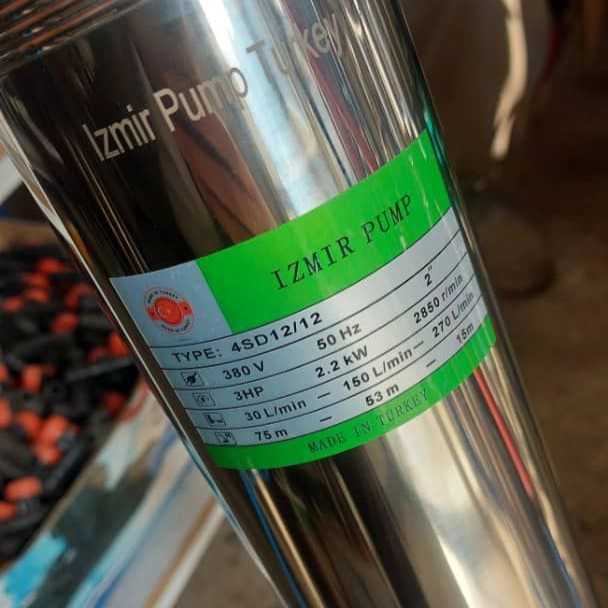 Izmir Pump Turkey
IZMIR PUMP
TYPE: 4SD12/12 2"
380 V 50 Hz 2850 r/min
3HP 2.2 kW
30 L/min — 150 L/min — 270 L/min
75 m — 53 m — 15m
MADE IN TURKEY